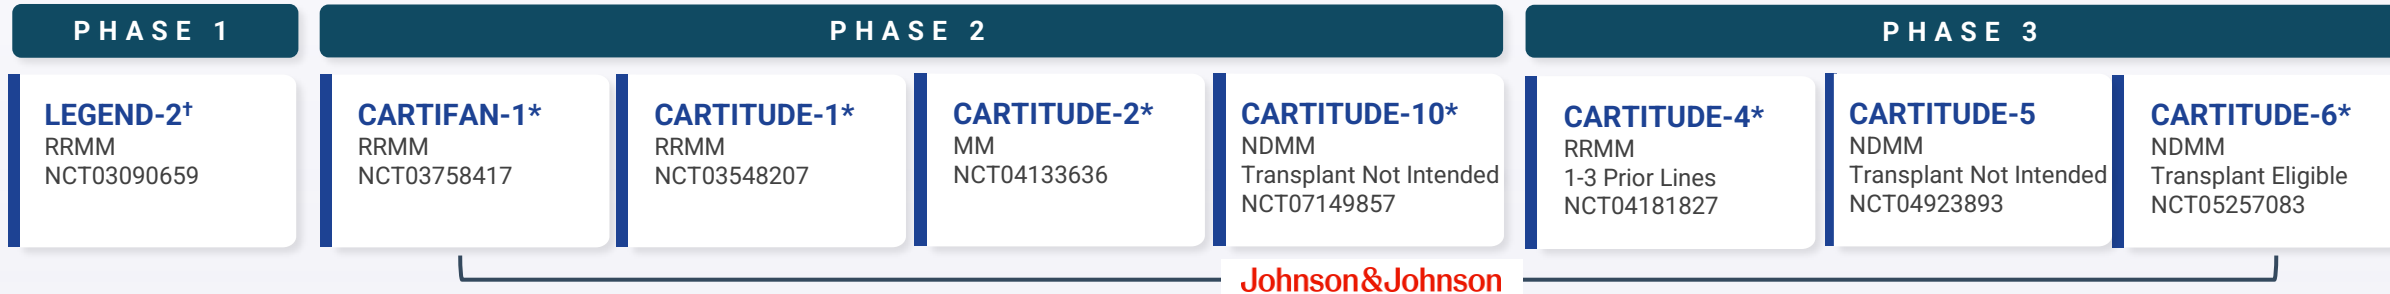 PHASE 1
LEGEND-2†
RRMM
NCT03090659
PHASE 2
CARTIFAN-1*
RRMM
NCT03758417
CARTITUDE-1*
RRMM
NCT03548207
CARTITUDE-2*
MM
NCT04133636
CARTITUDE-10*
NDMM
Transplant Not Intended
NCT07149857
PHASE 3
CARTITUDE-4*
RRMM
1-3 Prior Lines
NCT04181827
CARTITUDE-5
NDMM
Transplant Not Intended
NCT04923893
CARTITUDE-6*
NDMM
Transplant Eligible
NCT05257083
Johnson&Johnson